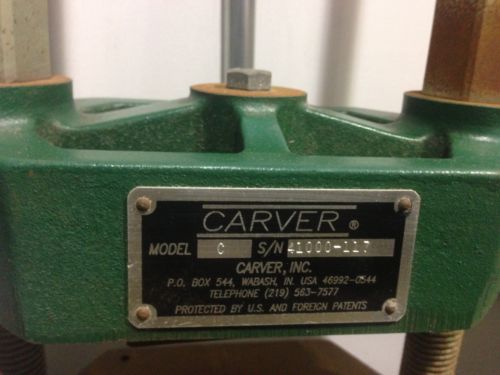 CARVER ®
MODEL C S/N 41000-117
CARVER, INC.
P.O. BOX 544, WABASH, IN. USA 46992-0544
TELEPHONE (219) 563-7577
PROTECTED BY U.S. AND FOREIGN PATENTS